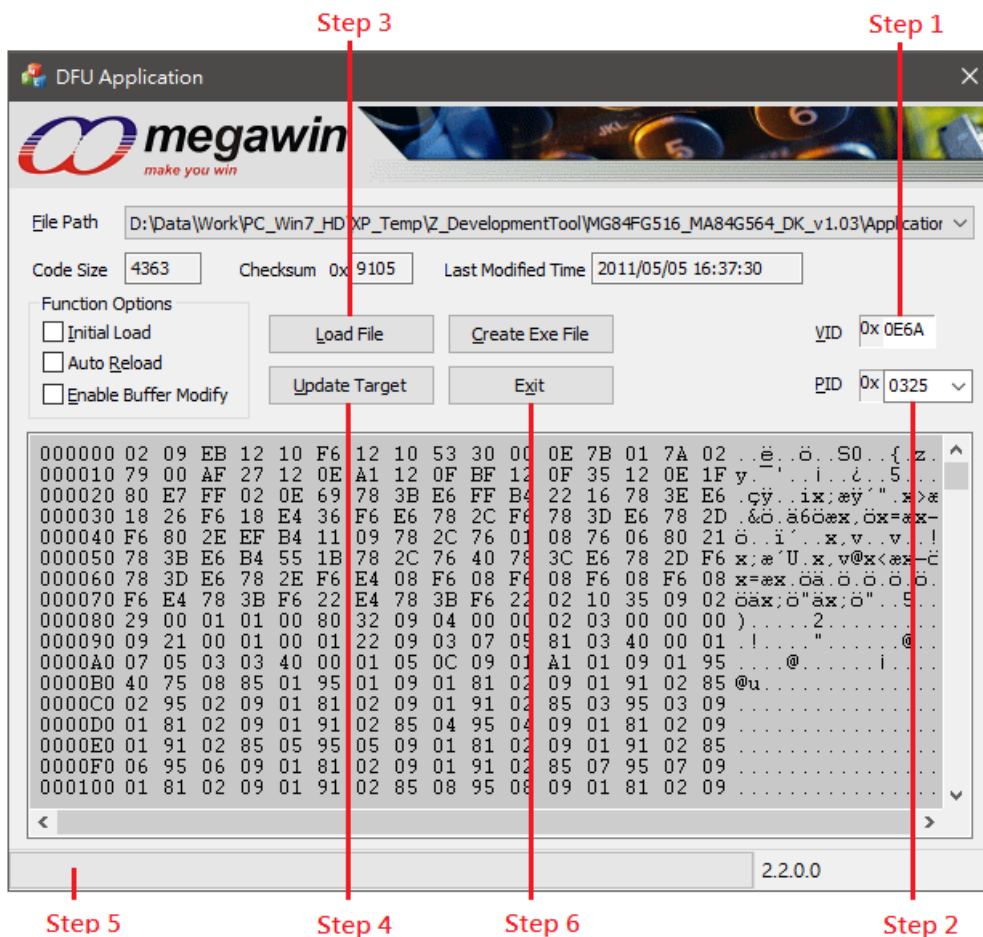 Step 3
Step 1
DFU Application
megawin
make you win
File Path D:\Data\Work\PC_Win7_HD\XP_Temp\Z_DevelopmentTool\MG84FG516_MA84G564_DK_v1.03\Application
Code Size 4363 Checksum 0x 9105 Last Modified Time 2011/05/05 16:37:30
Function Options
Initial Load Load File Create Exe File VID 0x 0E6A
Auto Reload
Enable Buffer Modify Update Target Exit PID 0x 0325
000000 02 09 EB 12 10 F6 12 10 53 30 00 0E 7B 01 7A 02 ..ë..ö..S0..{.z.
000010 79 00 AF 27 12 0E A1 12 0F BF 12 0F 35 12 0E 1F y.¯'..¡..¿..5...
000020 80 E7 FF 02 0E 69 78 3B E6 FF B4 22 16 78 3E E6 .çÿ..ix;æÿ´".x>æ
000030 18 26 F6 18 E4 36 F6 E6 78 2C F6 78 3D E6 78 2D .&ö.ä6öæx,öx=æx-
000040 F6 80 2E EF B4 11 09 78 2C 76 01 08 76 06 80 21 ö..ï´..x,v..v..!
000050 78 3B E6 B4 55 1B 78 2C 76 40 78 3C E6 78 2D F6 x;æ´U.x,v@x<æx-ö
000060 78 3D E6 78 2E F6 E4 08 F6 08 F6 08 F6 08 F6 08 x=æx.öä.ö.ö.ö.ö.
000070 F6 E4 78 3B F6 22 E4 78 3B F6 22 02 10 35 09 02 öäx;ö"äx;ö"..5..
000080 29 00 01 01 00 80 32 09 04 00 00 02 03 00 00 00 ).....2.........
000090 09 21 00 01 00 01 22 09 03 07 05 81 03 40 00 01 .!...."......@..
0000A0 07 05 03 03 40 00 01 05 0C 09 01 A1 01 09 01 95 ....@......¡....
0000B0 40 75 08 85 01 95 01 09 01 81 02 09 01 91 02 85 @u..............
0000C0 02 95 02 09 01 81 02 09 01 91 02 85 03 95 03 09 ................
0000D0 01 81 02 09 01 91 02 85 04 95 04 09 01 81 02 09 ................
0000E0 01 91 02 85 05 95 05 09 01 81 02 09 01 91 02 85 ................
0000F0 06 95 06 09 01 81 02 09 01 91 02 85 07 95 07 09 ................
000100 01 81 02 09 01 91 02 85 08 95 08 09 01 81 02 09 ................
2.2.0.0
Step 5
Step 4
Step 6
Step 2